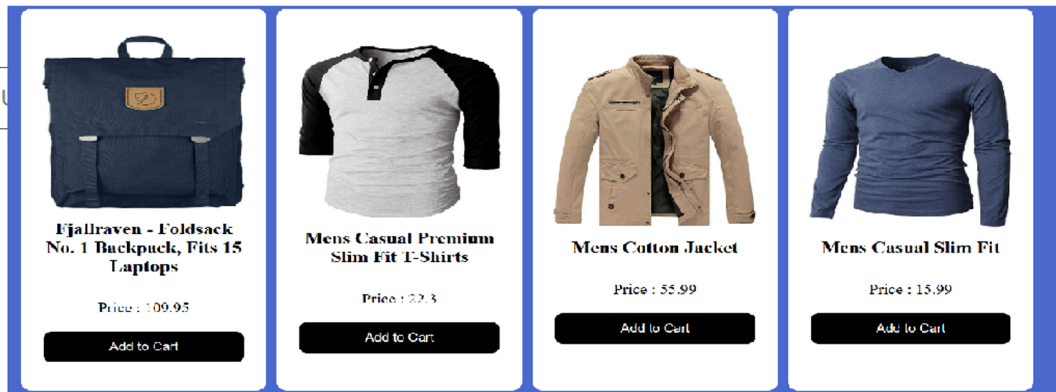 Fjallraven - Foldsack
No. 1 Backpack, Fits 15
Laptops
Price : 109.95
Add to Cart
Mens Casual Premium
Slim Fit T-Shirts
Price : 22.3
Add to Cart
Mens Cotton Jacket
Price : 55.99
Add to Cart
Mens Casual Slim Fit
Price : 15.99
Add to Cart